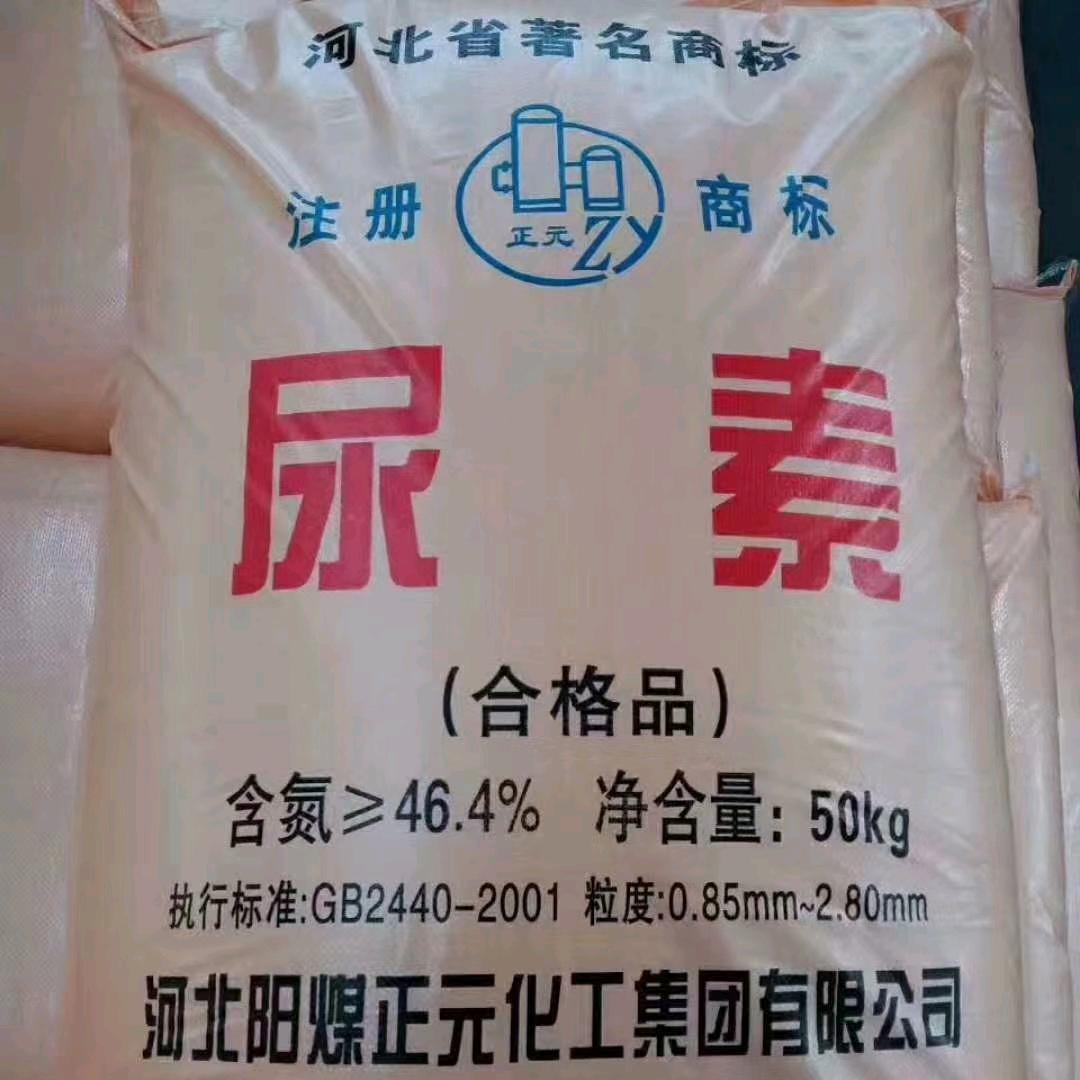 河北省著名商标
注册 正元 ZY 商标
尿素
(合格品)
含氮≥46.4% 净含量: 50kg
执行标准:GB2440-2001 粒度:0.85mm~2.80mm
河北阳煤正元化工集团有限公司